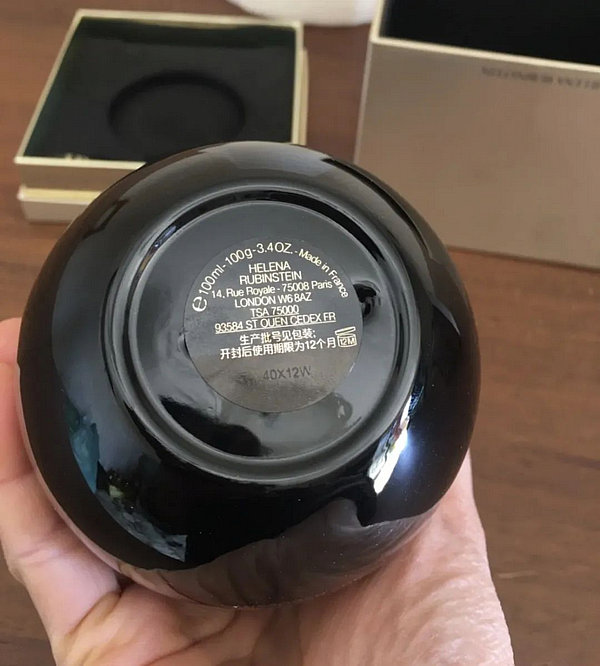 HELENA RUBINSTEIN
℮ 100ml-100g-3.4OZ.- Made in France
HELENA
RUBINSTEIN
14, Rue Royale - 75008 Paris
LONDON W6 8AZ
TSA 75000
93584 ST OUEN CEDEX FR
生产批号见包装;
开封后使用期限为12个月 12M
40X12W